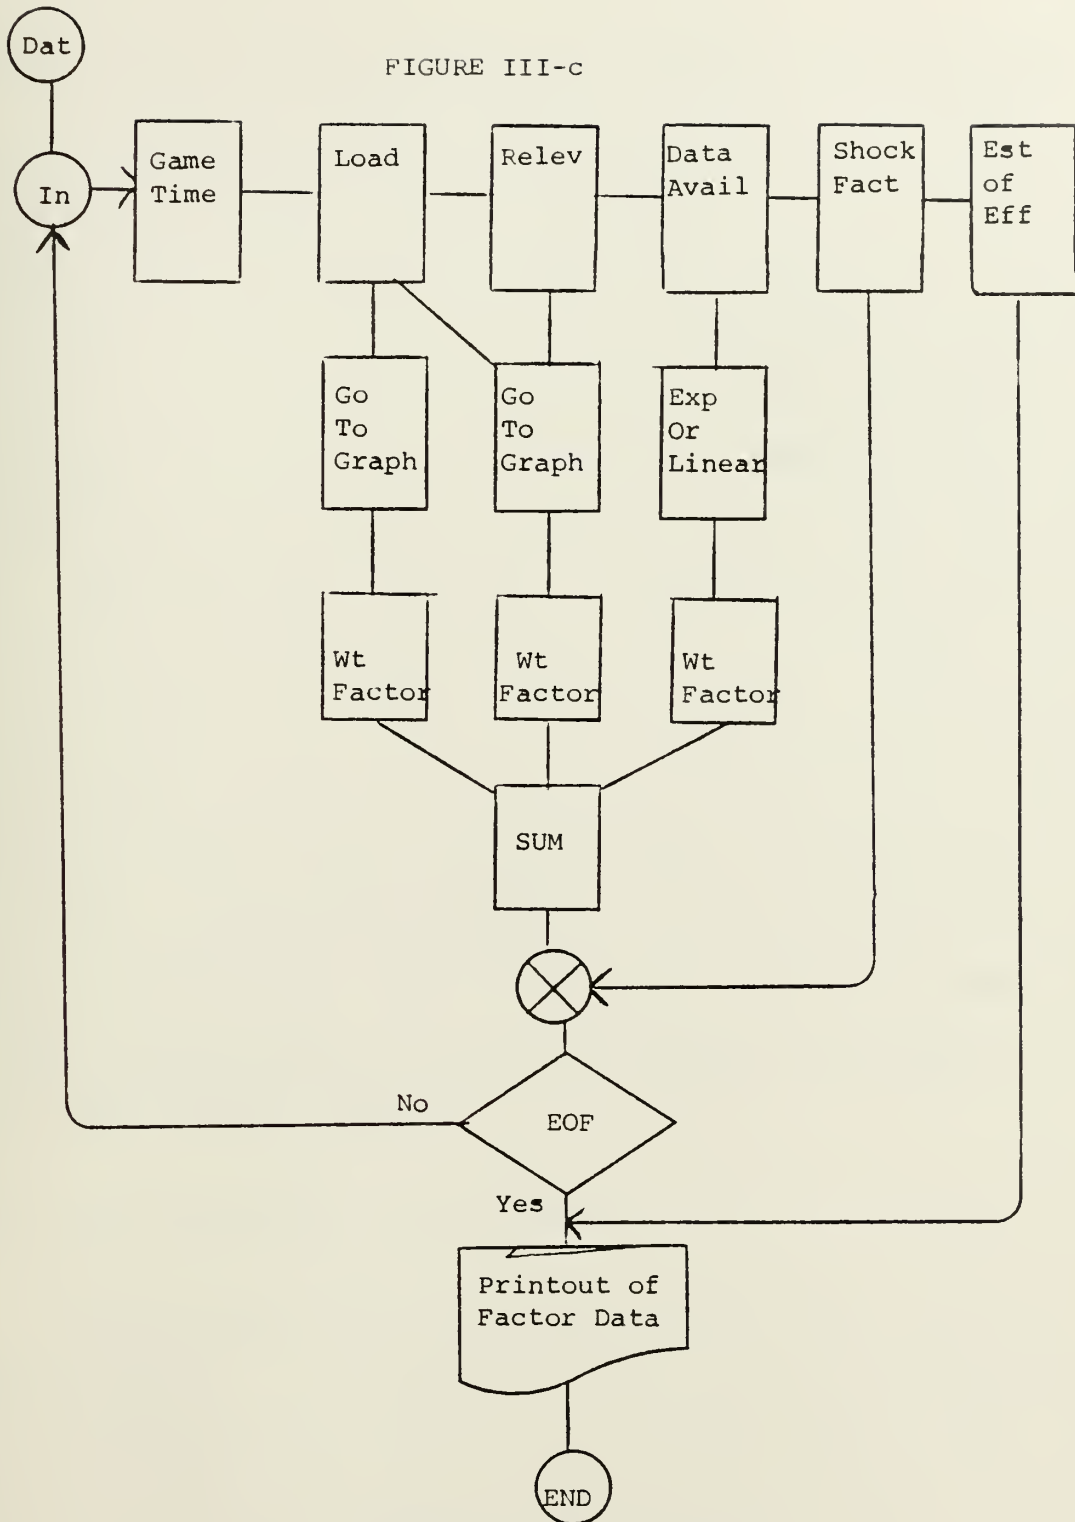 Dat
FIGURE III-c
In
Game
Time
Load
Relev
Data
Avail
Shock
Fact
Est
of
Eff
Go
To
Graph
Go
To
Graph
Exp
Or
Linear
Wt
Factor
Wt
Factor
Wt
Factor
SUM
No
EOF
Yes
Printout of
Factor Data
END